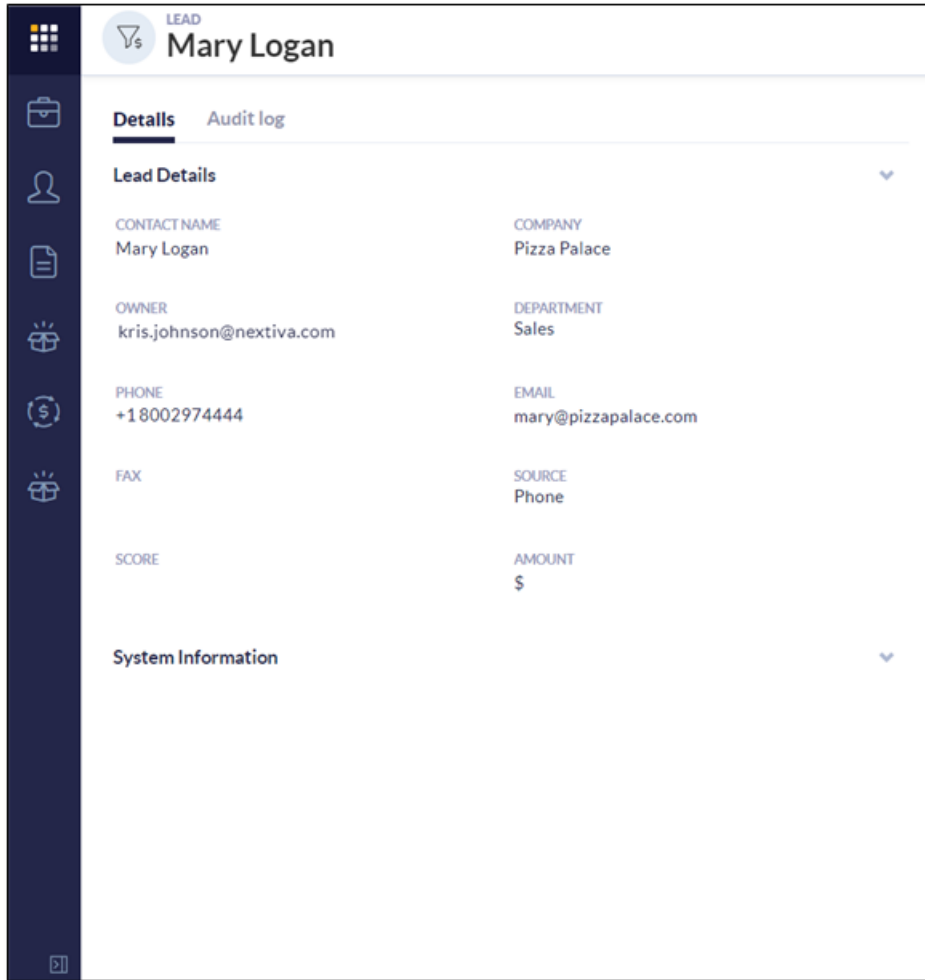 LEAD
Mary Logan
Details Audit log
Lead Details
CONTACT NAME COMPANY
Mary Logan Pizza Palace
OWNER DEPARTMENT
kris.johnson@nextiva.com Sales
PHONE EMAIL
+18002974444 mary@pizzapalace.com
FAX SOURCE
Phone
SCORE AMOUNT
$
System Information